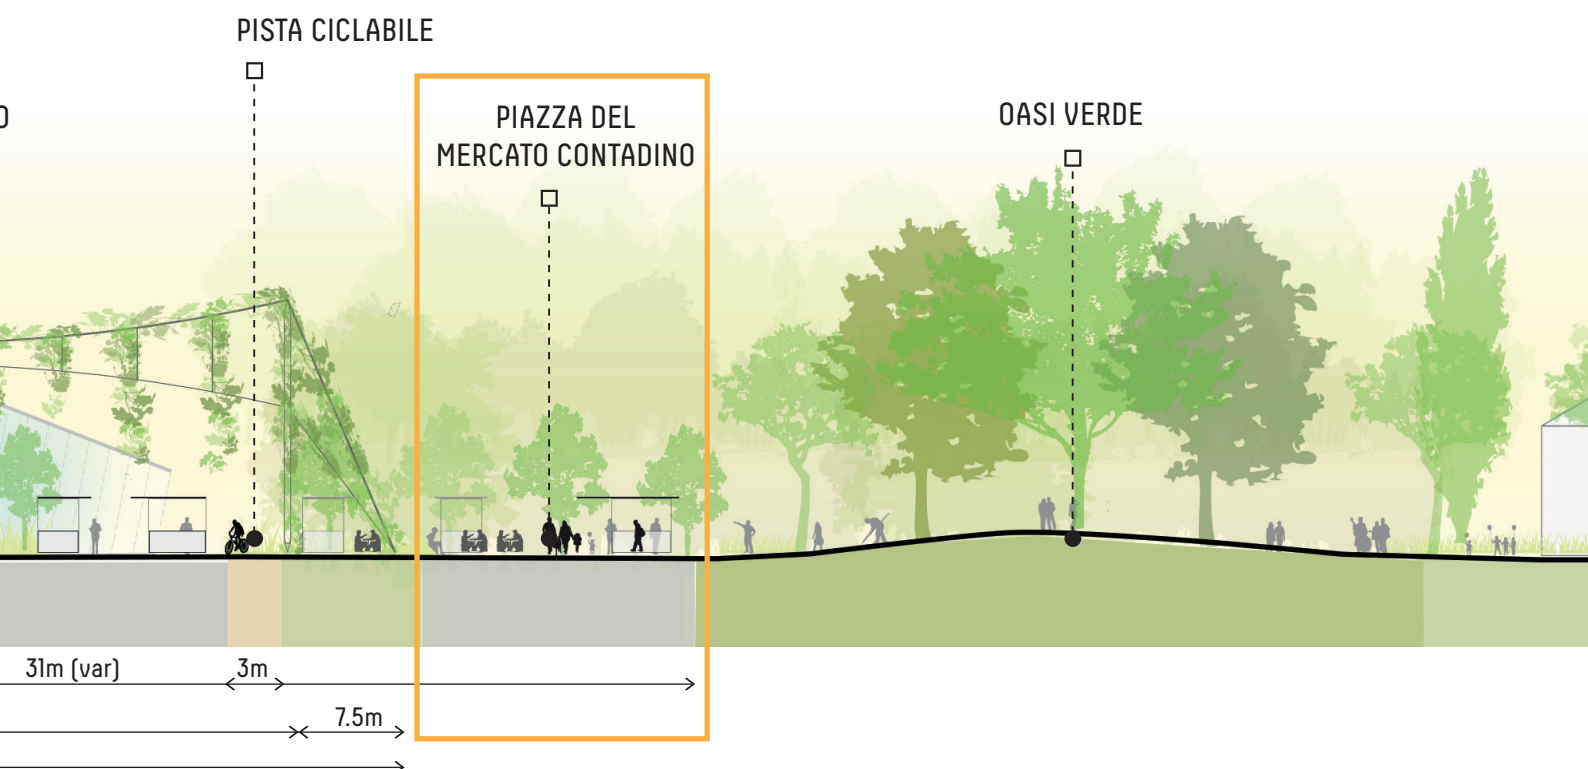 PISTA CICLABILE
O
PIAZZA DEL
MERCATO CONTADINO
OASI VERDE
31m (var)
3m
7.5m